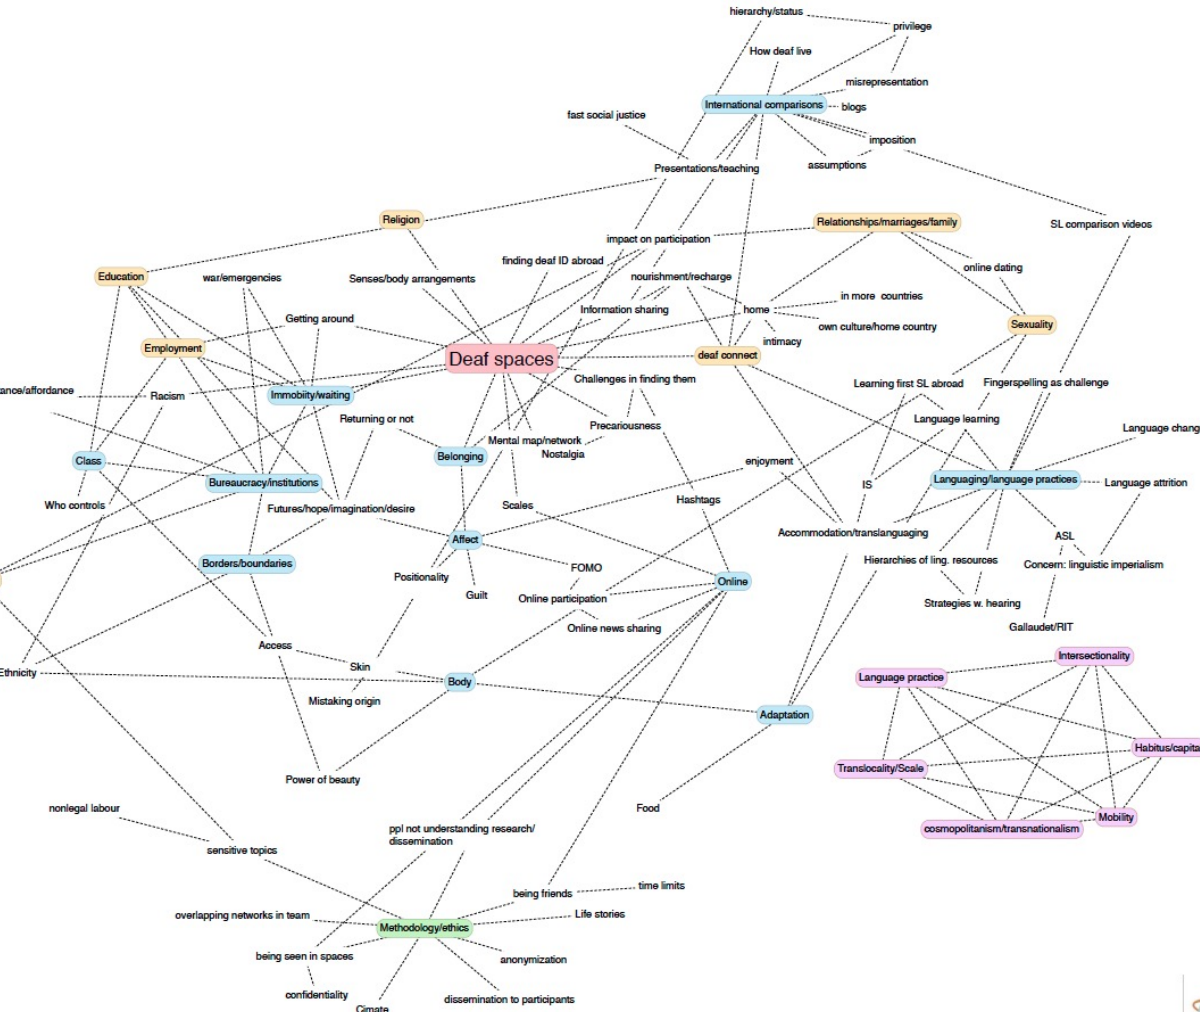 hierarchy/status
privilege
How deaf live
misrepresentation
International comparisons
blogs
fast social justice
imposition
assumptions
Presentations/teaching
Religion
Relationships/marriages/family
SL comparison videos
impact on participation
finding deaf ID abroad
online dating
Education
war/emergencies
Senses/body arrangements
nourishment/recharge
in more countries
Information sharing
home
Getting around
own culture/home country
Sexuality
intimacy
Employment
Deaf spaces
deaf connect
Challenges in finding them
Learning first SL abroad
Fingerspelling as challenge
ance/affordance
Racism
Immobiity/waiting
Returning or not
Language learning
Precariousness
Language chang
Mental map/network
Nostalgia
Class
Belonging
enjoyment
Bureaucracy/institutions
IS
Languaging/language practices
Language attrition
Who controls
Futures/hope/imagination/desire
Scales
Hashtags
Affect
Accommodation/translanguaging
ASL
Borders/boundaries
Hierarchies of ling. resources
Concern: linguistic imperialism
FOMO
Positionality
Online
Guilt
Online participation
Strategies w. hearing
Online news sharing
Gallaudet/RIT
Access
Intersectionality
Skin
Ethnicity
Language practice
Body
Mistaking origin
Adaptation
Habitus/capita
Translocality/Scale
Power of beauty
nonlegal labour
Food
Mobility
cosmopolitanism/transnationalism
ppl not understanding research/
dissemination
sensitive topics
being friends
time limits
overlapping networks in team
Life stories
Methodology/ethics
being seen in spaces
anonymization
confidentiality
dissemination to participants
Cimate